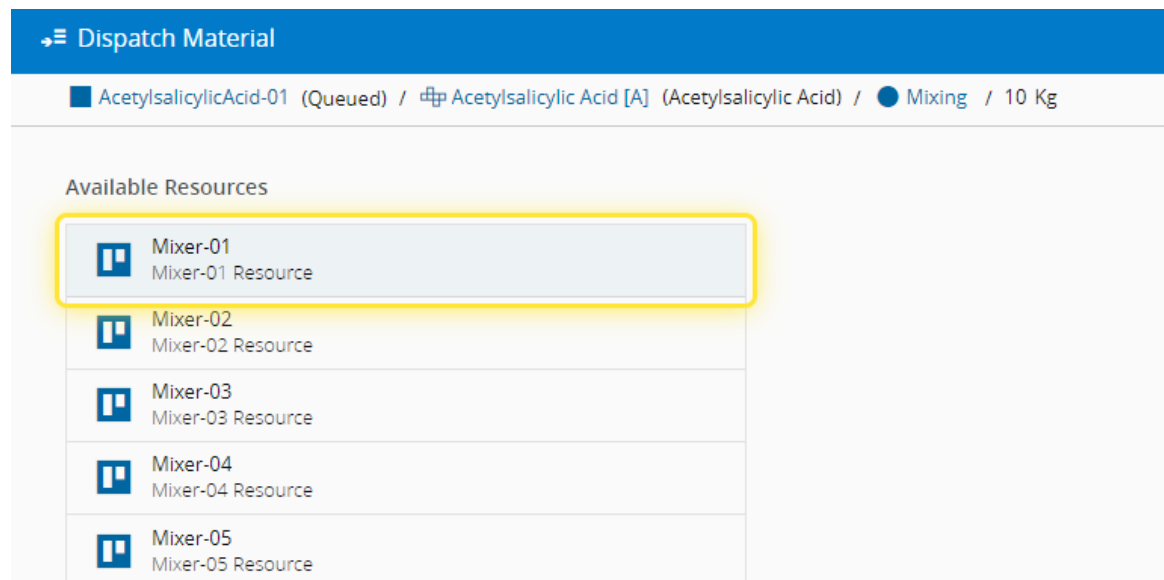 Dispatch Material
AcetylsalicylicAcid-01 (Queued) / Acetylsalicylic Acid [A] (Acetylsalicylic Acid) / Mixing / 10 Kg
Available Resources
Mixer-01
Mixer-01 Resource
Mixer-02
Mixer-02 Resource
Mixer-03
Mixer-03 Resource
Mixer-04
Mixer-04 Resource
Mixer-05
Mixer-05 Resource